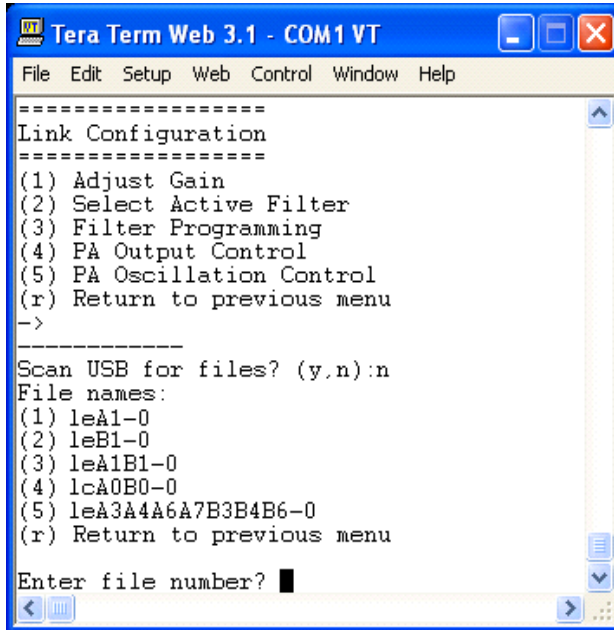 VT
Tera Term Web 3.1 - COM1 VT
File Edit Setup Web Control Window Help
==================
Link Configuration
==================
(1) Adjust Gain
(2) Select Active Filter
(3) Filter Programming
(4) PA Output Control
(5) PA Oscillation Control
(r) Return to previous menu
->
------------
Scan USB for files? (y,n):n
File names:
(1) leA1-0
(2) leB1-0
(3) leA1B1-0
(4) lcA0B0-0
(5) leA3A4A6A7B3B4B6-0
(r) Return to previous menu
Enter file number?